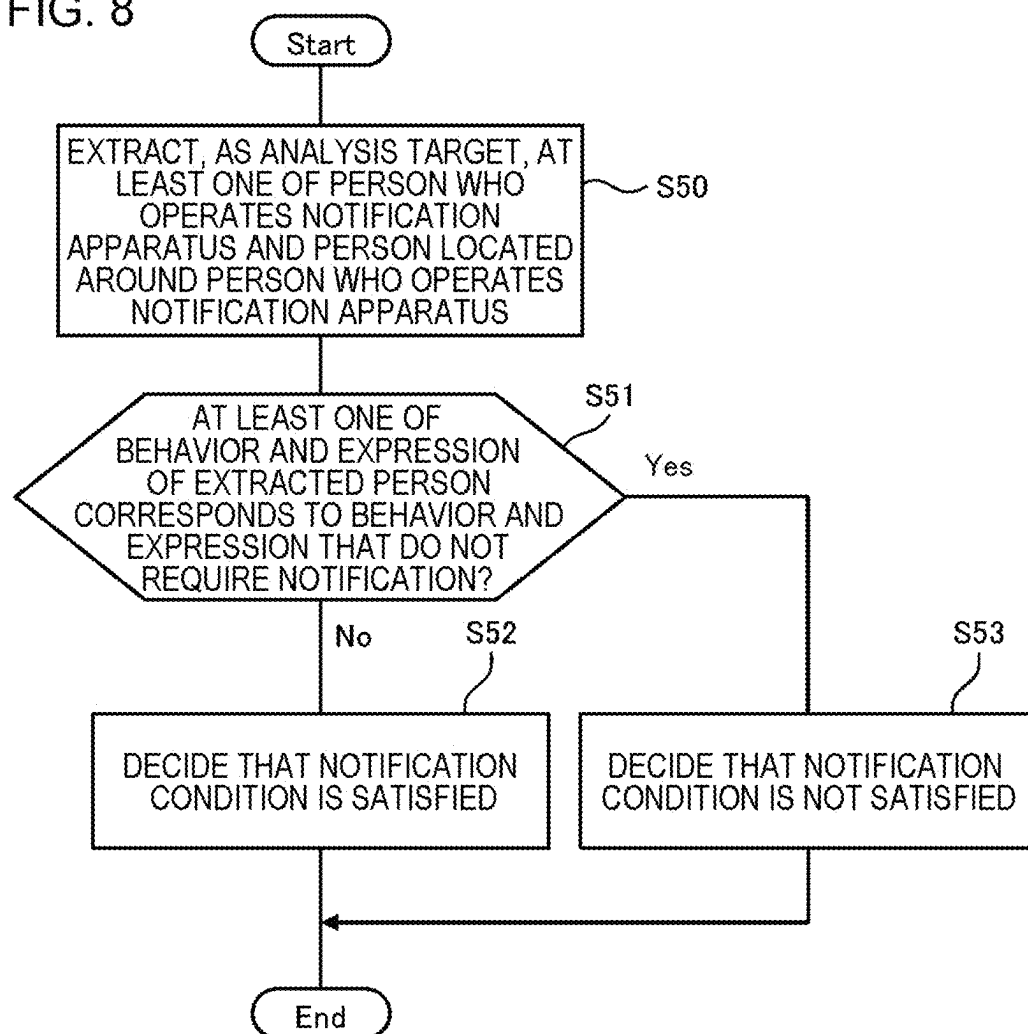 FIG. 8
Start
EXTRACT, AS ANALYSIS TARGET, AT
LEAST ONE OF PERSON WHO
OPERATES NOTIFICATION
APPARATUS AND PERSON LOCATED
AROUND PERSON WHO OPERATES
NOTIFICATION APPARATUS
S50
AT LEAST ONE OF
BEHAVIOR AND EXPRESSION
OF EXTRACTED PERSON
CORRESPONDS TO BEHAVIOR AND
EXPRESSION THAT DO NOT
REQUIRE NOTIFICATION?
S51
Yes
No
S52
S53
DECIDE THAT NOTIFICATION
CONDITION IS SATISFIED
DECIDE THAT NOTIFICATION
CONDITION IS NOT SATISFIED
End